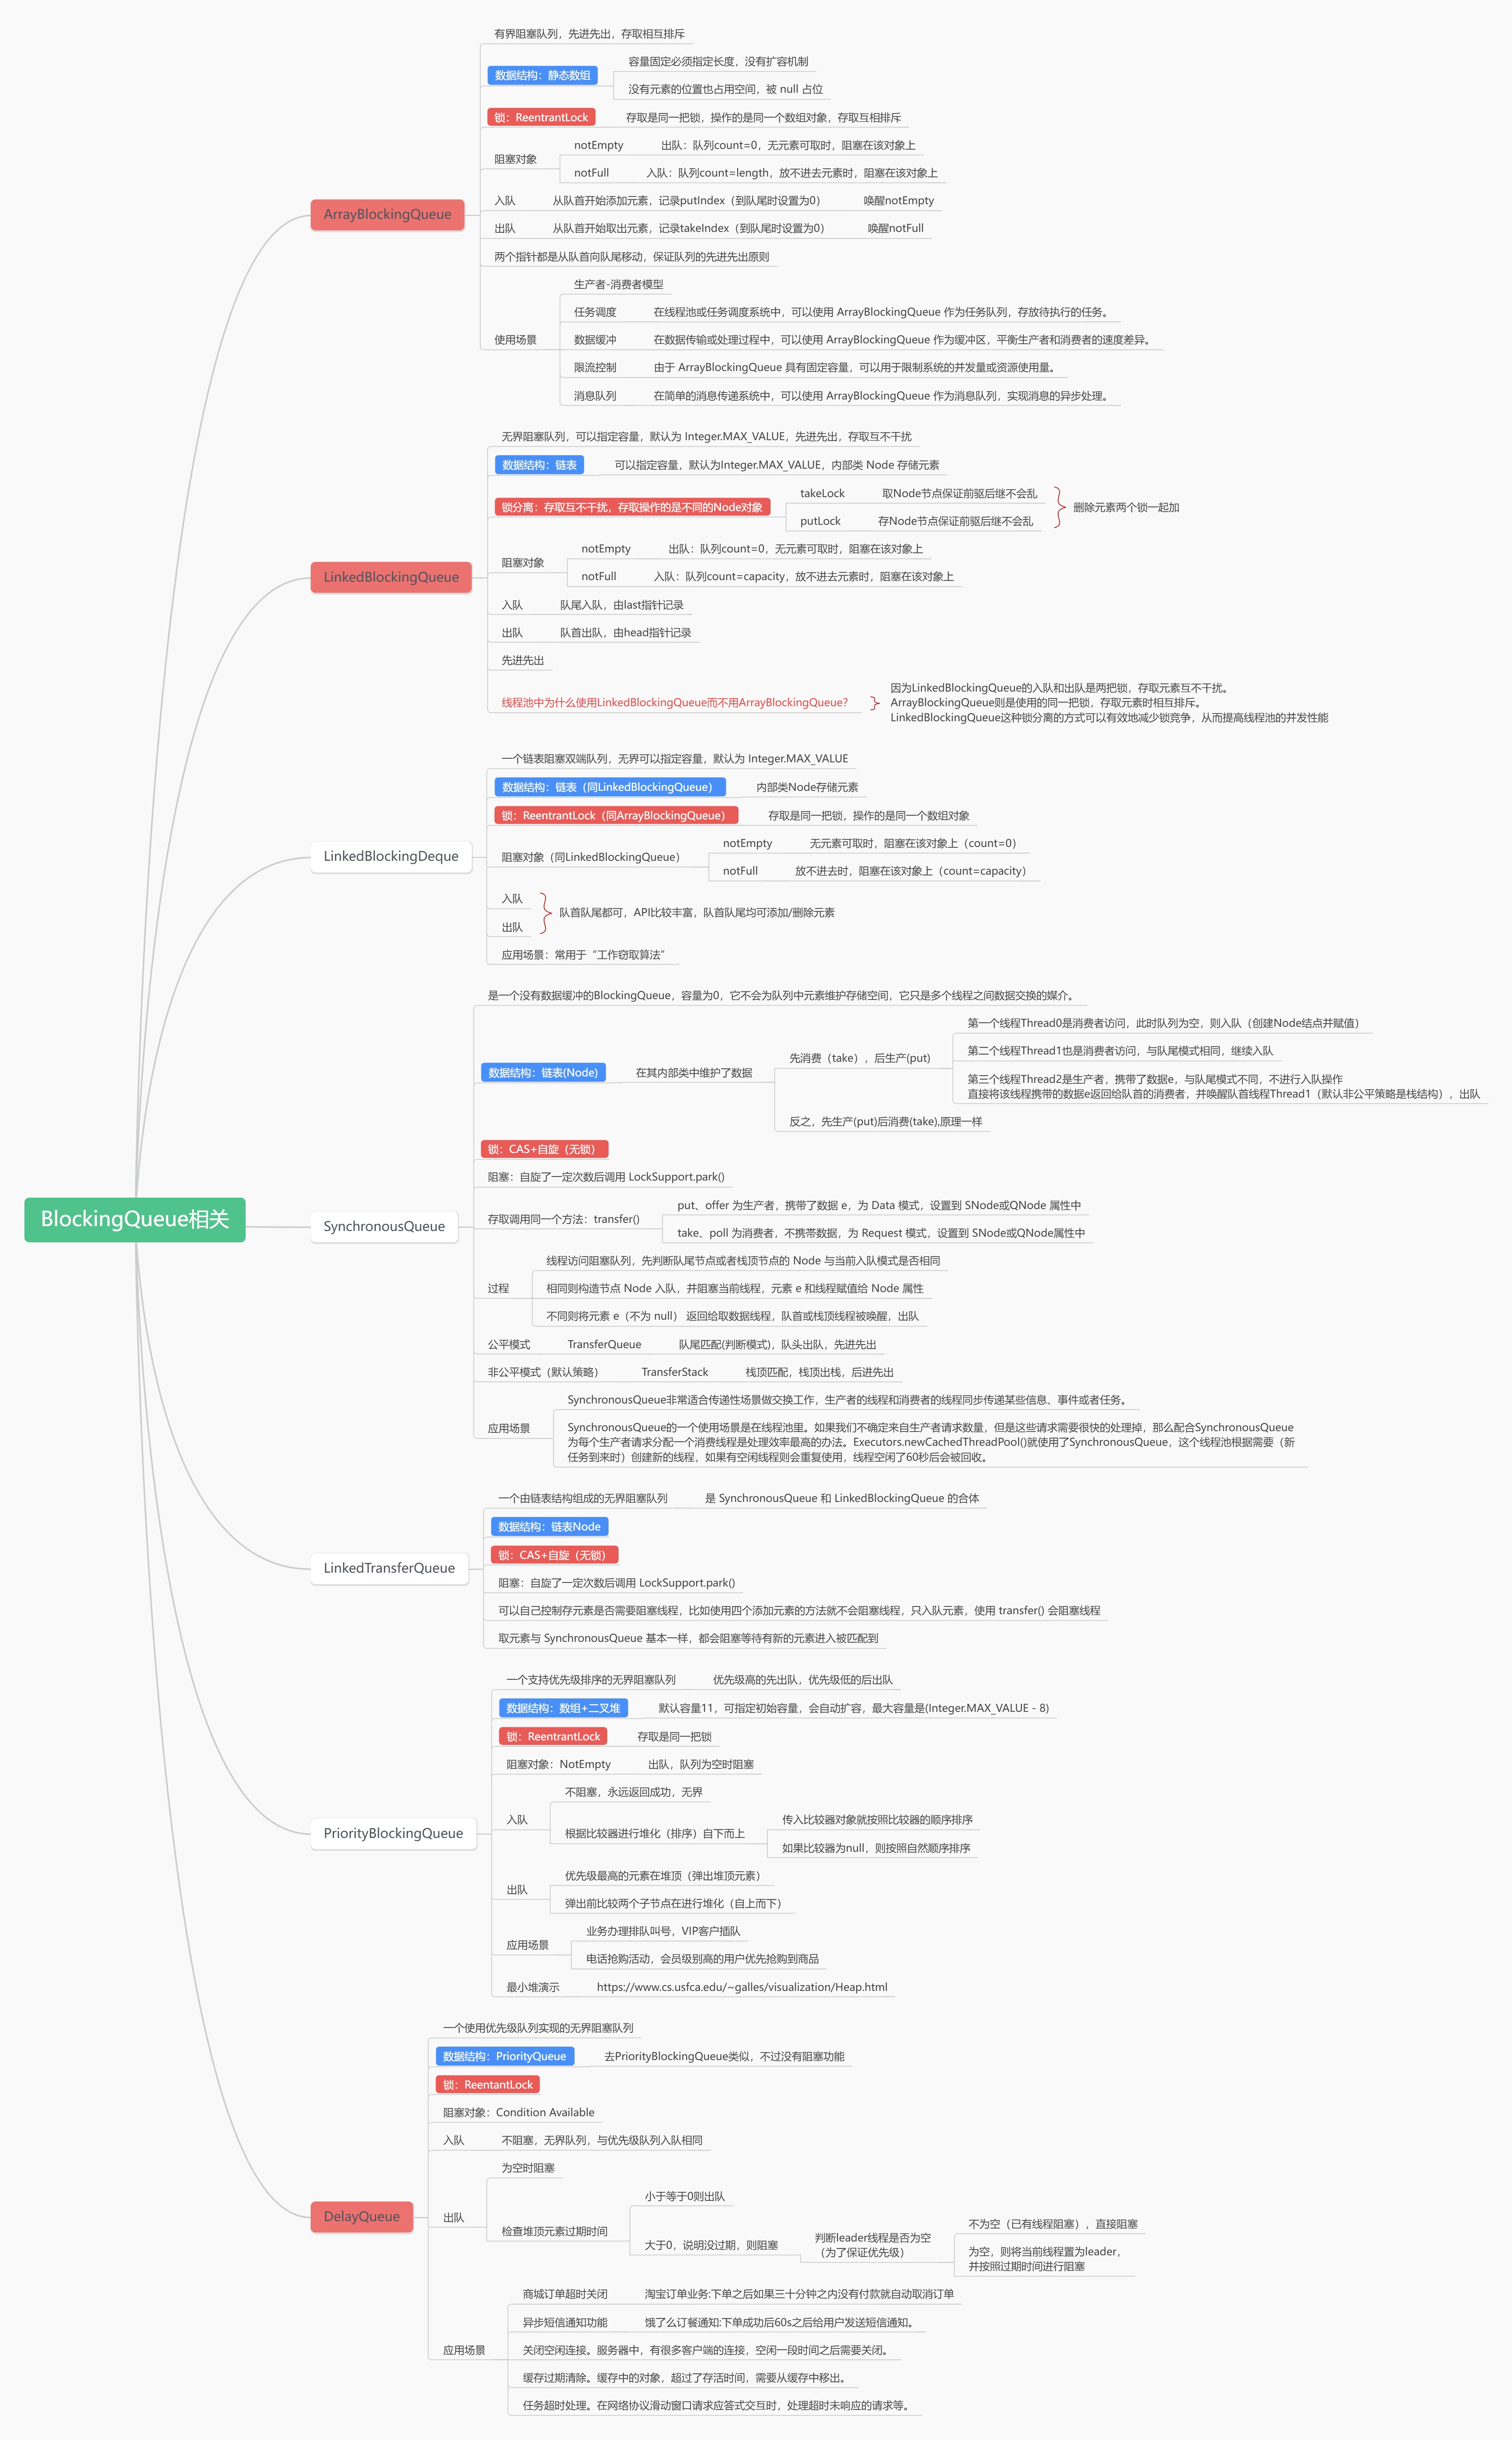 BlockingQueue相关
ArrayBlockingQueue
有界阻塞队列，先进先出，存取相互排斥
数据结构：静态数组
容量固定必须指定长度，没有扩容机制
没有元素的位置也占用空间，被 null 占位
锁：ReentrantLock
存取是同一把锁，操作的是同一个数组对象，存取互相排斥
阻塞对象
notEmpty
出队：队列count=0，无元素可取时，阻塞在该对象上
notFull
入队：队列count=length，放不进去元素时，阻塞在该对象上
入队
从队首开始添加元素，记录putIndex（到队尾时设置为0）
唤醒notEmpty
出队
从队首开始取出元素，记录takeIndex（到队尾时设置为0）
唤醒notFull
两个指针都是从队首向队尾移动，保证队列的先进先出原则
使用场景
生产者-消费者模型
任务调度
在线程池或任务调度系统中，可以使用 ArrayBlockingQueue 作为任务队列，存放待执行的任务。
数据缓冲
在数据传输或处理过程中，可以使用 ArrayBlockingQueue 作为缓冲区，平衡生产者和消费者的速度差异。
限流控制
由于 ArrayBlockingQueue 具有固定容量，可以用于限制系统的并发量或资源使用量。
消息队列
在简单的消息传递系统中，可以使用 ArrayBlockingQueue 作为消息队列，实现消息的异步处理。
LinkedBlockingQueue
无界阻塞队列，可以指定容量，默认为 Integer.MAX_VALUE，先进先出，存取互不干扰
数据结构：链表
可以指定容量，默认为Integer.MAX_VALUE，内部类 Node 存储元素
锁分离：存取互不干扰，存取操作的是不同的Node对象
takeLock
取Node节点保证前驱后继不会乱
putLock
存Node节点保证前驱后继不会乱
删除元素两个锁一起加
阻塞对象
notEmpty
出队：队列count=0，无元素可取时，阻塞在该对象上
notFull
入队：队列count=capacity，放不进去元素时，阻塞在该对象上
入队
队尾入队，由last指针记录
出队
队首出队，由head指针记录
先进先出
线程池中为什么使用LinkedBlockingQueue而不用ArrayBlockingQueue？
因为LinkedBlockingQueue的入队和出队是两把锁，存取元素互不干扰。
ArrayBlockingQueue则是使用的同一把锁，存取元素时相互排斥。
LinkedBlockingQueue这种锁分离的方式可以有效地减少锁竞争，从而提高线程池的并发性能
LinkedBlockingDeque
一个链表阻塞双端队列，无界可以指定容量，默认为 Integer.MAX_VALUE
数据结构：链表（同LinkedBlockingQueue）
内部类Node存储元素
锁：ReentrantLock（同ArrayBlockingQueue）
存取是同一把锁，操作的是同一个数组对象
阻塞对象（同LinkedBlockingQueue）
notEmpty
无元素可取时，阻塞在该对象上（count=0）
notFull
放不进去时，阻塞在该对象上（count=capacity）
入队
出队
队首队尾都可，API比较丰富，队首队尾均可添加/删除元素
应用场景：常用于“工作窃取算法”
SynchronousQueue
是一个没有数据缓冲的BlockingQueue，容量为0，它不会为队列中元素维护存储空间，它只是多个线程之间数据交换的媒介。
数据结构：链表(Node)
在其内部类中维护了数据
先消费（take），后生产(put)
第一个线程Thread0是消费者访问，此时队列为空，则入队（创建Node结点并赋值）
第二个线程Thread1也是消费者访问，与队尾模式相同，继续入队
第三个线程Thread2是生产者，携带了数据e，与队尾模式不同，不进行入队操作
直接将该线程携带的数据e返回给队首的消费者，并唤醒队首线程Thread1（默认非公平策略是栈结构），出队
反之，先生产(put)后消费(take),原理一样
锁：CAS+自旋（无锁）
阻塞：自旋了一定次数后调用 LockSupport.park()
存取调用同一个方法：transfer()
put、offer 为生产者，携带了数据 e，为 Data 模式，设置到 SNode或QNode 属性中
take、poll 为消费者，不携带数据，为 Request 模式，设置到 SNode或QNode属性中
过程
线程访问阻塞队列，先判断队尾节点或者栈顶节点的 Node 与当前入队模式是否相同
相同则构造节点 Node 入队，并阻塞当前线程，元素 e 和线程赋值给 Node 属性
不同则将元素 e（不为 null） 返回给取数据线程，队首或栈顶线程被唤醒，出队
公平模式
TransferQueue
队尾匹配(判断模式)，队头出队，先进先出
非公平模式（默认策略）
TransferStack
栈顶匹配，栈顶出栈，后进先出
应用场景
SynchronousQueue非常适合传递性场景做交换工作，生产者的线程和消费者的线程同步传递某些信息、事件或者任务。
SynchronousQueue的一个使用场景是在线程池里。如果我们不确定来自生产者请求数量，但是这些请求需要很快的处理掉，那么配合SynchronousQueue
为每个生产者请求分配一个消费线程是处理效率最高的办法。Executors.newCachedThreadPool()就使用了SynchronousQueue，这个线程池根据需要（新
任务到来时）创建新的线程，如果有空闲线程则会重复使用，线程空闲了60秒后会被回收。
LinkedTransferQueue
一个由链表结构组成的无界阻塞队列
是 SynchronousQueue 和 LinkedBlockingQueue 的合体
数据结构：链表Node
锁：CAS+自旋（无锁）
阻塞：自旋了一定次数后调用 LockSupport.park()
可以自己控制存元素是否需要阻塞线程，比如使用四个添加元素的方法就不会阻塞线程，只入队元素，使用 transfer() 会阻塞线程
取元素与 SynchronousQueue 基本一样，都会阻塞等待有新的元素进入被匹配到
PriorityBlockingQueue
一个支持优先级排序的无界阻塞队列
优先级高的先出队，优先级低的后出队
数据结构：数组+二叉堆
默认容量11，可指定初始容量，会自动扩容，最大容量是(Integer.MAX_VALUE - 8)
锁：ReentrantLock
存取是同一把锁
阻塞对象：NotEmpty
出队，队列为空时阻塞
入队
不阻塞，永远返回成功，无界
根据比较器进行堆化（排序）自下而上
传入比较器对象就按照比较器的顺序排序
如果比较器为null，则按照自然顺序排序
出队
优先级最高的元素在堆顶（弹出堆顶元素）
弹出前比较两个子节点在进行堆化（自上而下）
应用场景
业务办理排队叫号，VIP客户插队
电话抢购活动，会员级别高的用户优先抢购到商品
最小堆演示
https://www.cs.usfca.edu/~galles/visualization/Heap.html
DelayQueue
一个使用优先级队列实现的无界阻塞队列
数据结构：PriorityQueue
去PriorityBlockingQueue类似，不过没有阻塞功能
锁：ReentantLock
阻塞对象：Condition Available
入队
不阻塞，无界队列，与优先级队列入队相同
出队
为空时阻塞
检查堆顶元素过期时间
小于等于0则出队
大于0，说明没过期，则阻塞
判断leader线程是否为空
（为了保证优先级）
不为空（已有线程阻塞），直接阻塞
为空，则将当前线程置为leader，
并按照过期时间进行阻塞
应用场景
商城订单超时关闭
淘宝订单业务:下单之后如果三十分钟之内没有付款就自动取消订单
异步短信通知功能
饿了么订餐通知:下单成功后60s之后给用户发送短信通知。
关闭空闲连接。服务器中，有很多客户端的连接，空闲一段时间之后需要关闭。
缓存过期清除。缓存中的对象，超过了存活时间，需要从缓存中移出。
任务超时处理。在网络协议滑动窗口请求应答式交互时，处理超时未响应的请求等。